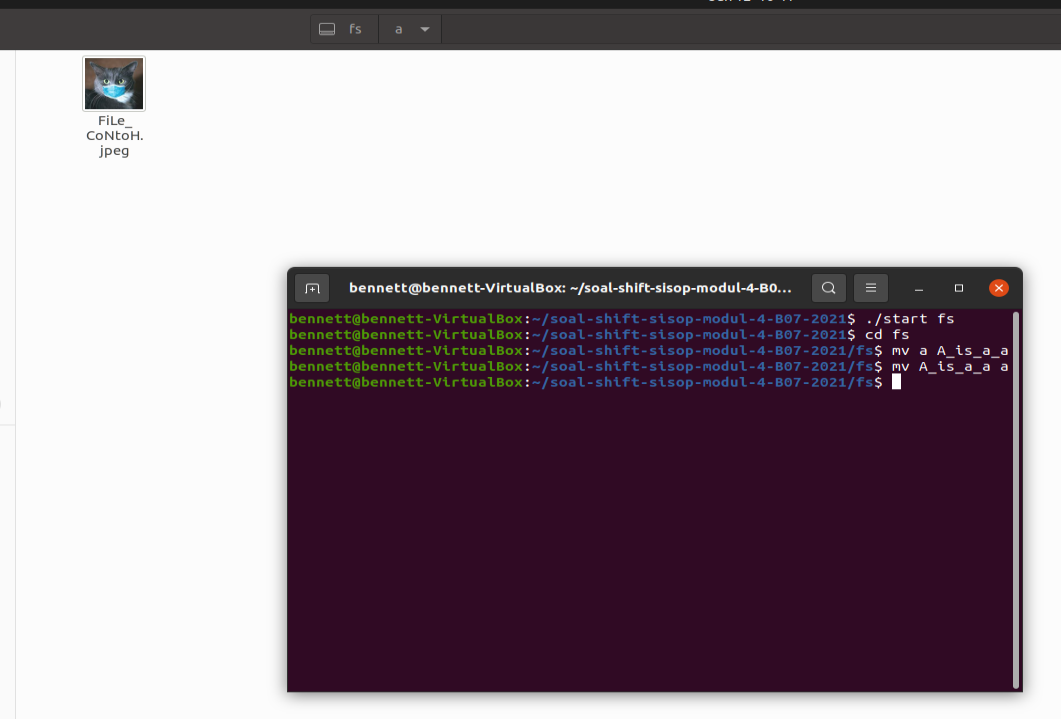 fs a
FiLe_
CoNtoH.
jpeg
bennett@bennett-VirtualBox: ~/soal-shift-sisop-modul-4-B0...
bennett@bennett-VirtualBox:~/soal-shift-sisop-modul-4-B07-2021$ ./start fs
bennett@bennett-VirtualBox:~/soal-shift-sisop-modul-4-B07-2021$ cd fs
bennett@bennett-VirtualBox:~/soal-shift-sisop-modul-4-B07-2021/fs$ mv a A_is_a_a
bennett@bennett-VirtualBox:~/soal-shift-sisop-modul-4-B07-2021/fs$ mv A_is_a_a a
bennett@bennett-VirtualBox:~/soal-shift-sisop-modul-4-B07-2021/fs$